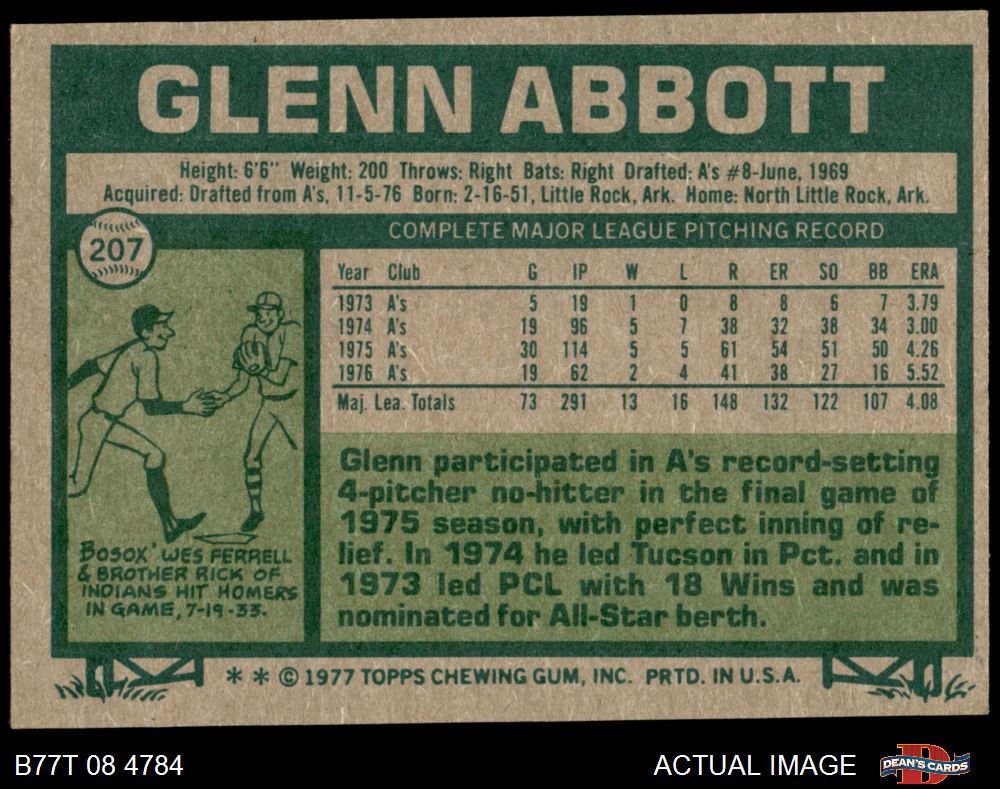 GLENN ABBOTT
Height: 6'6" Weight: 200 Throws: Right Bats: Right Drafted: A's #8-June, 1969
Acquired: Drafted from A's, 11-5-76 Born: 2-16-51, Little Rock, Ark. Home: North Little Rock, Ark.
207
COMPLETE MAJOR LEAGUE PITCHING RECORD
Year Club G IP W L R ER SO BB ERA
1973 A's 5 19 1 0 8 8 6 7 3.79
1974 A's 19 96 5 7 38 32 38 34 3.00
1975 A's 30 114 5 5 61 54 51 50 4.26
1976 A's 19 62 2 4 41 38 27 16 5.52
Maj. Lea. Totals 73 291 13 16 148 132 122 107 4.08
BOSOX' WES FERRELL
& BROTHER RICK OF
INDIANS HIT HOMERS
IN GAME, 7-19-33.
Glenn participated in A's record-setting
4-pitcher no-hitter in the final game of
1975 season, with perfect inning of re-
lief. In 1974 he led Tucson in Pct. and in
1973 led PCL with 18 Wins and was
nominated for All-Star berth.
* * © 1977 TOPPS CHEWING GUM, INC. PRTD. IN U.S.A.
B77T 08 4784
ACTUAL IMAGE
D
DEAN'S CARDS